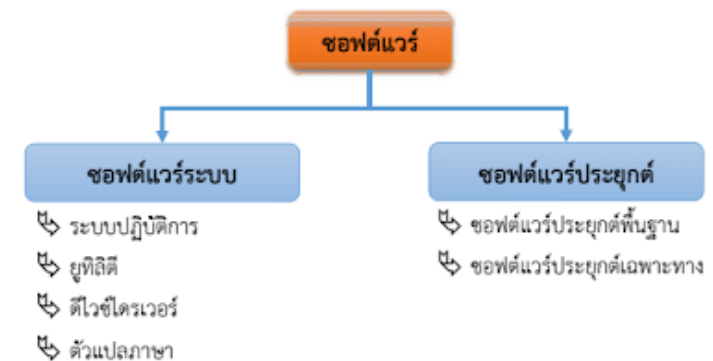 ซอฟต์แวร์
ซอฟต์แวร์ระบบ
ระบบปฏิบัติการ
ยูทิลิตี
ดีไวซ์ไดรเวอร์
ตัวแปลภาษา
ซอฟต์แวร์ประยุกต์
ซอฟต์แวร์ประยุกต์พื้นฐาน
ซอฟต์แวร์ประยุกต์เฉพาะทาง